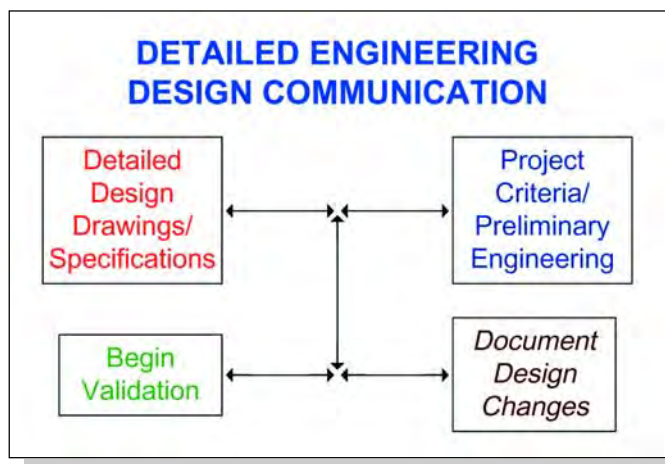 DETAILED ENGINEERING
DESIGN COMMUNICATION
Detailed
Design
Drawings/
Specifications
Project
Criteria/
Preliminary
Engineering
Begin
Validation
Document
Design
Changes